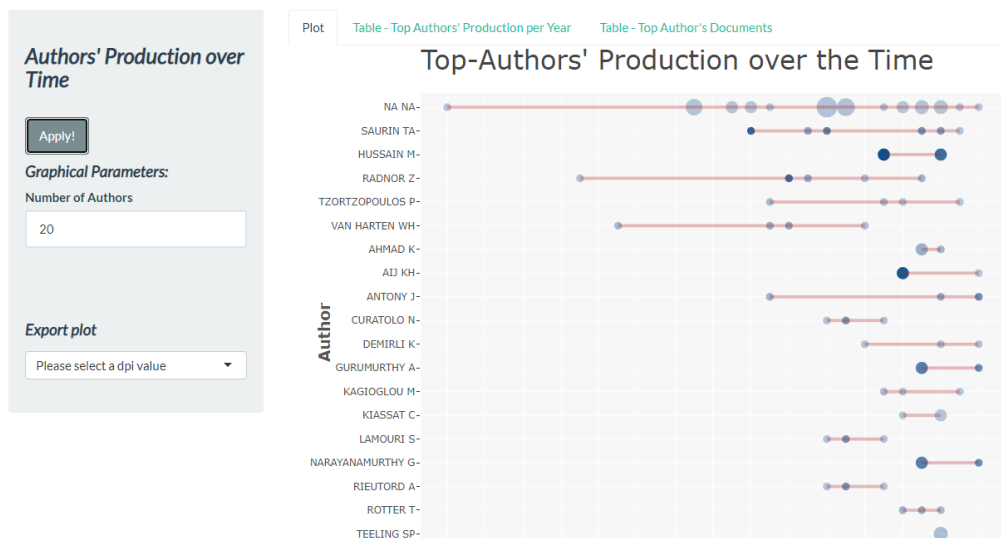 Authors' Production over
Time
Apply!
Graphical Parameters:
Number of Authors
20
Export plot
Please select a dpi value
Plot
Table - Top Authors' Production per Year
Table - Top Author's Documents
Top-Authors' Production over the Time
Author
NA NA
SAURIN TA
HUSSAIN M
RADNOR Z
TZORTZOPOULOS P
VAN HARTEN WH
AHMAD K
AIJ KH
ANTONY J
CURATOLO N
DEMIRLI K
GURUMURTHY A
KAGIOGLOU M
KIASSAT C
LAMOURI S
NARAYANAMURTHY G
RIEUTORD A
ROTTER T
TEELING SP